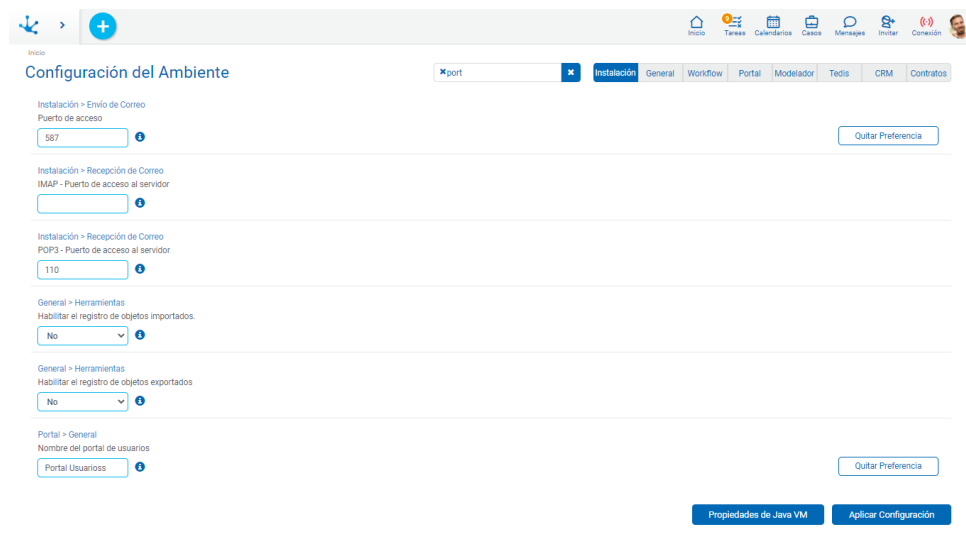 9
Inicio
Tareas
Calendarios
Casos
Mensajes
Invitar
Conexión
Inicio
Configuración del Ambiente
port
Instalación
General
Workflow
Portal
Modelador
Tedis
CRM
Contratos
Instalación > Envío de Correo
Puerto de acceso
587
Quitar Preferencia
Instalación > Recepción de Correo
IMAP - Puerto de acceso al servidor
Instalación > Recepción de Correo
POP3 - Puerto de acceso al servidor
110
General > Herramientas
Habilitar el registro de objetos importados.
No
General > Herramientas
Habilitar el registro de objetos exportados
No
Portal > General
Nombre del portal de usuarios
Portal Usuarioss
Quitar Preferencia
Propiedades de Java VM
Aplicar Configuración